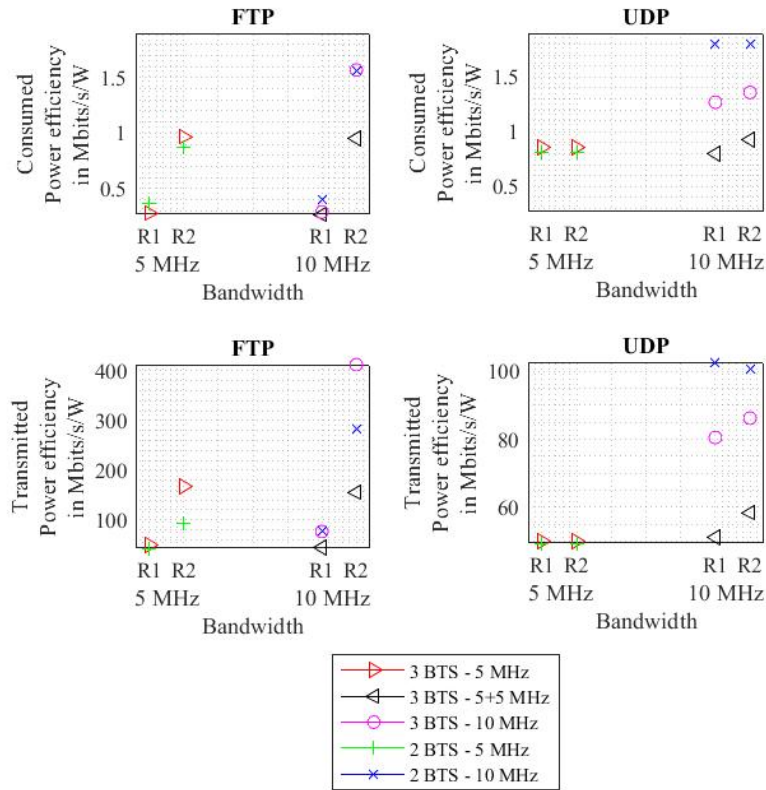 FTP
Consumed
Power efficiency
in Mbits/s/W
1.5
1
0.5
R1 R2 R1 R2
5 MHz 10 MHz
Bandwidth
UDP
Consumed
Power efficiency
in Mbits/s/W
1.5
1
0.5
R1 R2 R1 R2
5 MHz 10 MHz
Bandwidth
FTP
Transmitted
Power efficiency
in Mbits/s/W
400
300
200
100
R1 R2 R1 R2
5 MHz 10 MHz
Bandwidth
UDP
Transmitted
Power efficiency
in Mbits/s/W
100
80
60
R1 R2 R1 R2
5 MHz 10 MHz
Bandwidth
3 BTS - 5 MHz
3 BTS - 5+5 MHz
3 BTS - 10 MHz
2 BTS - 5 MHz
2 BTS - 10 MHz